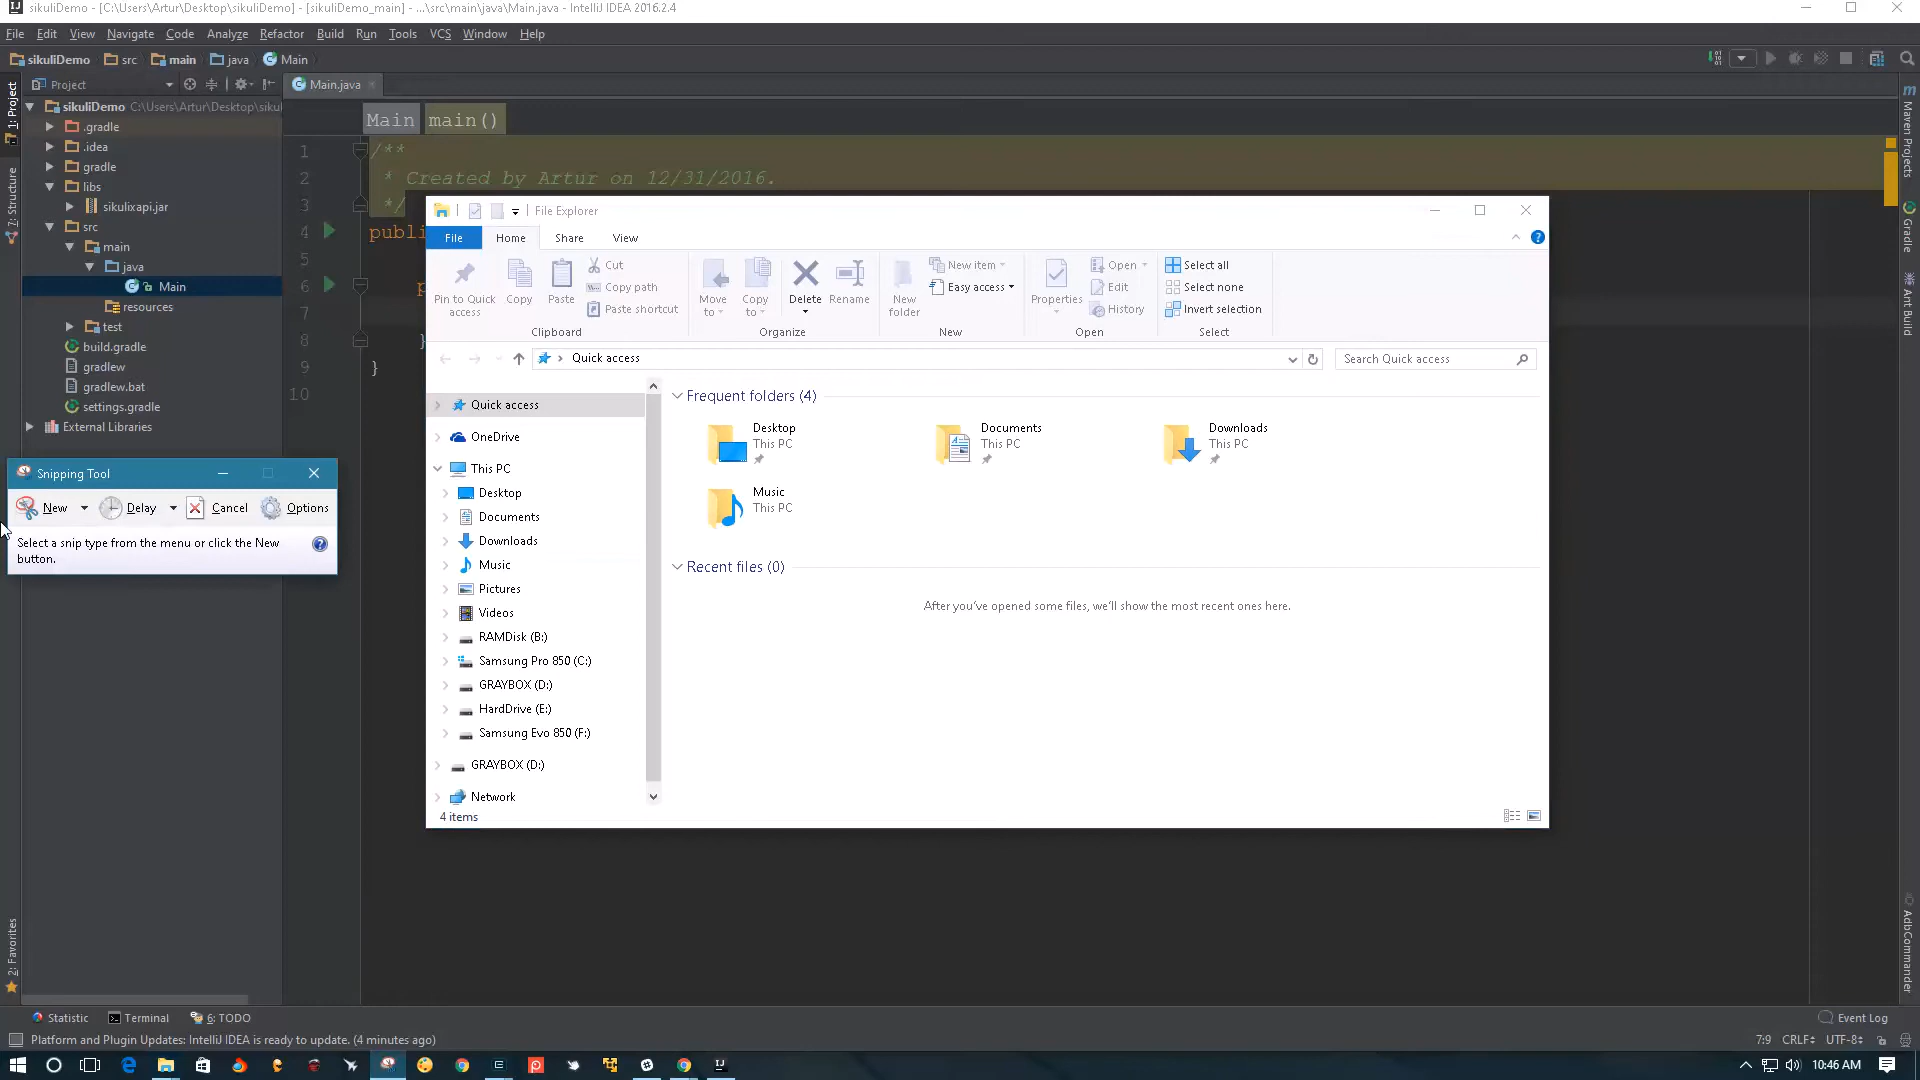 sikuliDemo - [C:\Users\Artur\Desktop\sikuliDemo] - [sikuliDemo_main] - ...\src\main\java\Main.java - IntelliJ IDEA 2016.2.4
File Edit View Navigate Code Analyze Refactor Build Run Tools VCS Window Help
sikuliDemo src main java Main
Project
Main.java
1: Project
7: Structure
2: Favorites
sikuliDemo C:\Users\Artur\Desktop\siku
.gradle
.idea
gradle
libs
sikulixapi.jar
src
main
java
Main
resources
test
build.gradle
gradlew
gradlew.bat
settings.gradle
External Libraries
Main main()
1 /**
2 * Created by Artur on 12/31/2016.
3 */
4 publi
5
6 p
7
8 }
9 }
10
Maven Projects
Gradle
Ant Build
AdbCommander
Snipping Tool
New Delay Cancel Options
Select a snip type from the menu or click the New
button.
File Explorer
File Home Share View
Pin to Quick
access
Copy
Paste
Cut
Copy path
Paste shortcut
Clipboard
Move
to
Copy
to
Delete
Rename
Organize
New
folder
New item
Easy access
New
Properties
Open
Edit
History
Open
Select all
Select none
Invert selection
Select
Quick access
Search Quick access
Quick access
OneDrive
This PC
Desktop
Documents
Downloads
Music
Pictures
Videos
RAMDisk (B:)
Samsung Pro 850 (C:)
GRAYBOX (D:)
HardDrive (E:)
Samsung Evo 850 (F:)
GRAYBOX (D:)
Network
Frequent folders (4)
Desktop
This PC
Documents
This PC
Downloads
This PC
Music
This PC
Recent files (0)
After you've opened some files, we'll show the most recent ones here.
4 items
Statistic Terminal 6: TODO
Event Log
Platform and Plugin Updates: IntelliJ IDEA is ready to update. (4 minutes ago)
7:9 CRLF UTF-8
10:46 AM